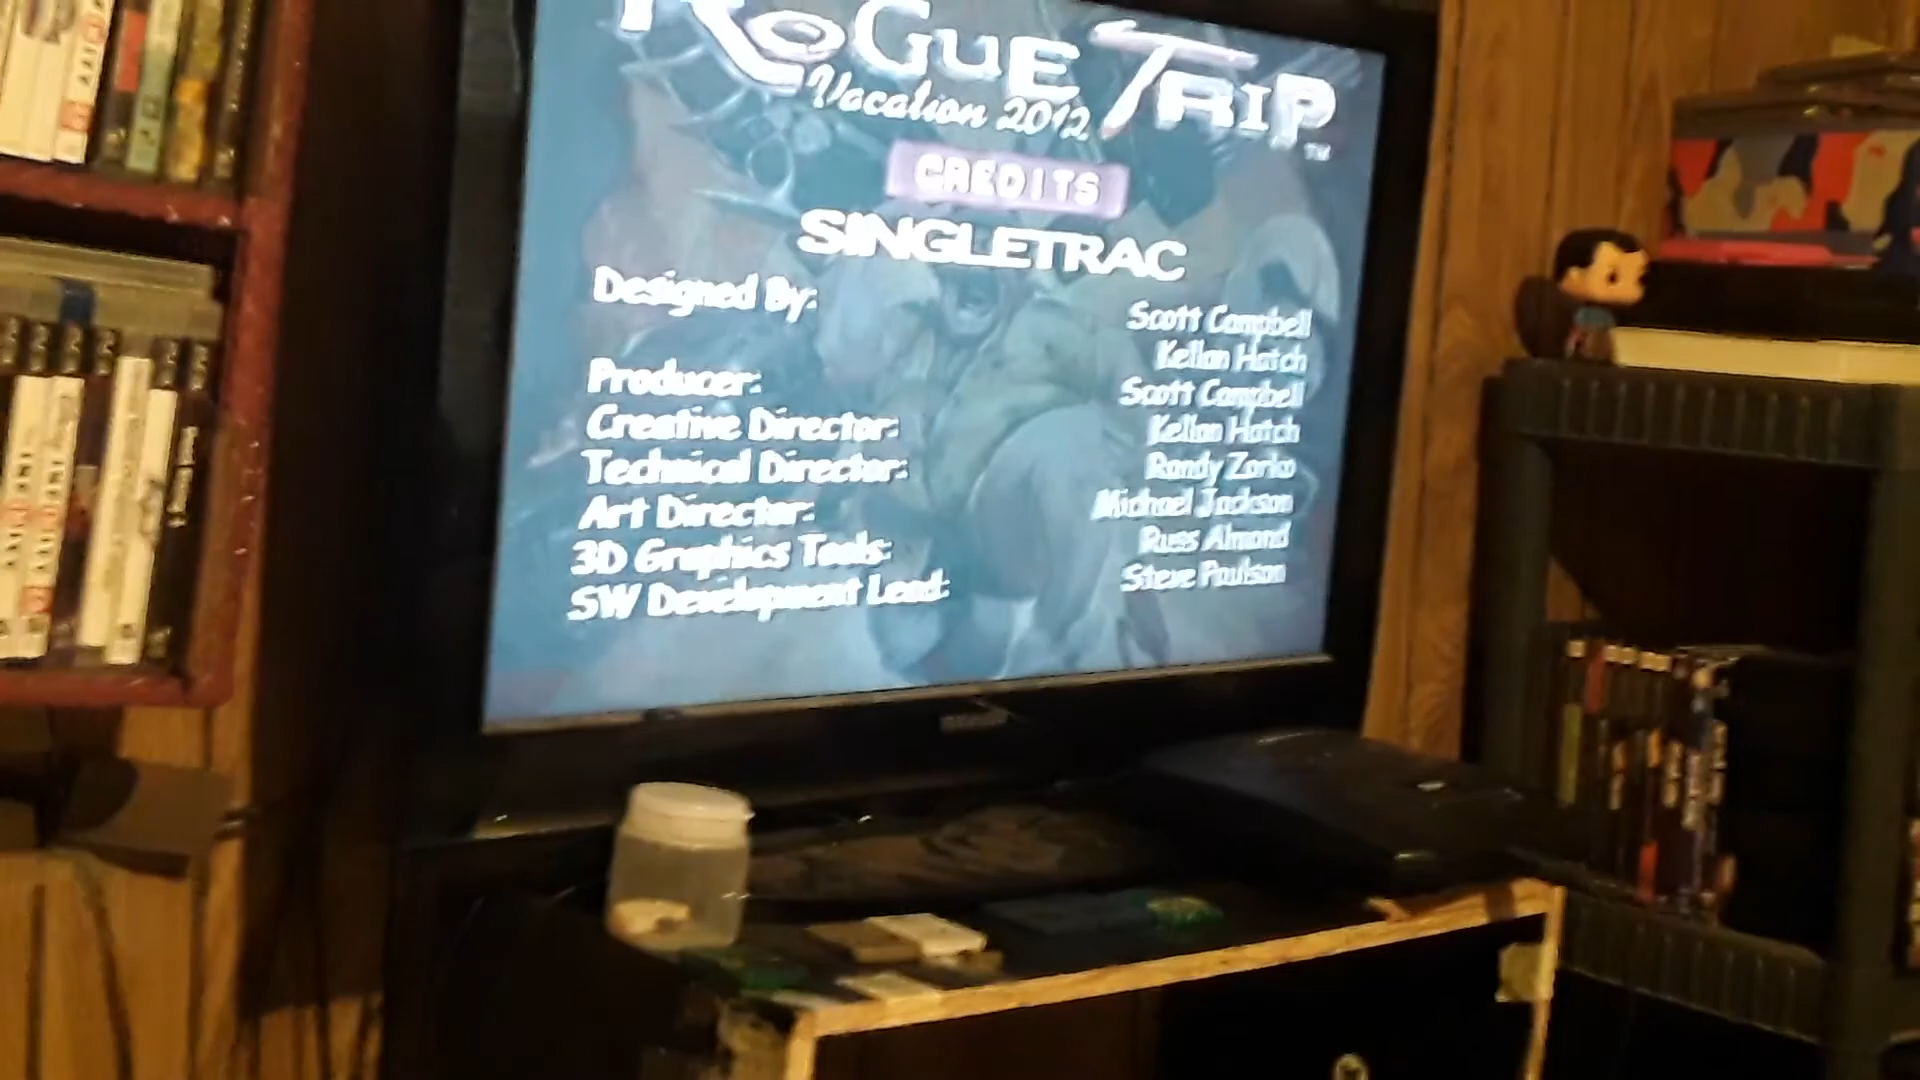 ROGUE TRIP
Vacation 2012
TM
CREDITS
SINGLETRAC
Designed By:
Scott Campbell
Kellan Hatch
Producer:
Scott Campbell
Creative Director:
Kellan Hatch
Technical Director:
Randy Zorko
Art Director:
Michael Jackson
3D Graphics Tools:
Russ Almond
SW Development Lead:
Steve Poulson